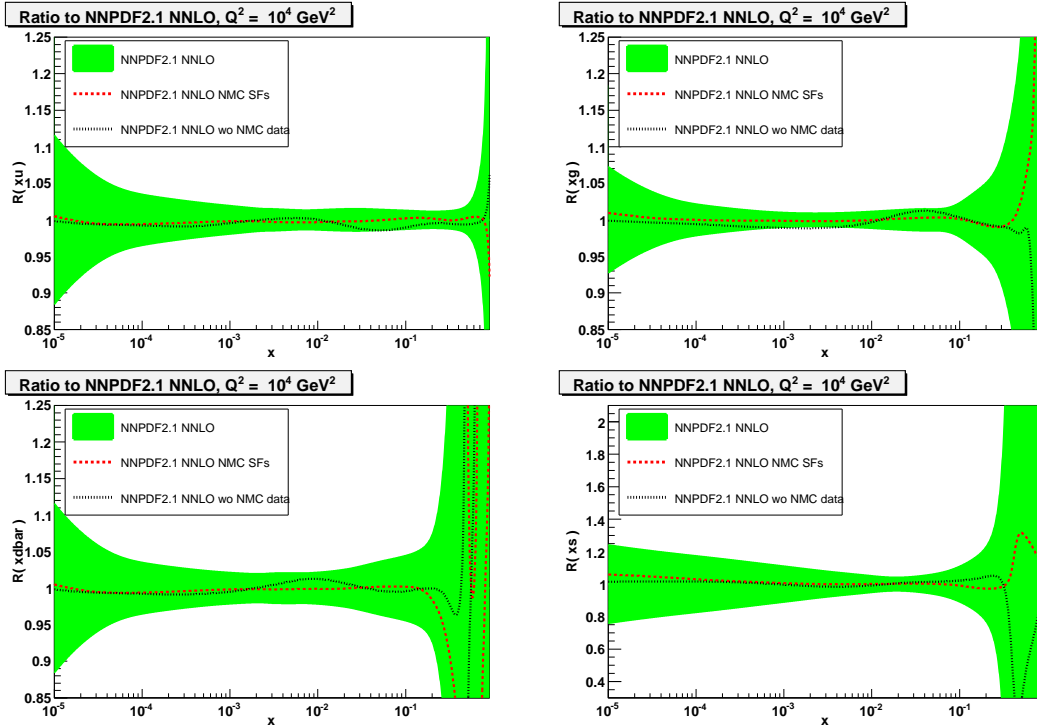 Ratio to NNPDF2.1 NNLO, Q² = 10⁴ GeV²
1.25
1.2
1.15
1.1
1.05
1
0.95
0.9
0.85
R( xu )
NNPDF2.1 NNLO
NNPDF2.1 NNLO NMC SFs
NNPDF2.1 NNLO wo NMC data
10⁻⁵
10⁻⁴
10⁻³
10⁻²
10⁻¹
x
Ratio to NNPDF2.1 NNLO, Q² = 10⁴ GeV²
1.25
1.2
1.15
1.1
1.05
1
0.95
0.9
0.85
R( xg )
NNPDF2.1 NNLO
NNPDF2.1 NNLO NMC SFs
NNPDF2.1 NNLO wo NMC data
10⁻⁵
10⁻⁴
10⁻³
10⁻²
10⁻¹
x
Ratio to NNPDF2.1 NNLO, Q² = 10⁴ GeV²
1.25
1.2
1.15
1.1
1.05
1
0.95
0.9
0.85
R( xdbar )
NNPDF2.1 NNLO
NNPDF2.1 NNLO NMC SFs
NNPDF2.1 NNLO wo NMC data
10⁻⁵
10⁻⁴
10⁻³
10⁻²
10⁻¹
x
Ratio to NNPDF2.1 NNLO, Q² = 10⁴ GeV²
2
1.8
1.6
1.4
1.2
1
0.8
0.6
0.4
R( xs )
NNPDF2.1 NNLO
NNPDF2.1 NNLO NMC SFs
NNPDF2.1 NNLO wo NMC data
10⁻⁵
10⁻⁴
10⁻³
10⁻²
10⁻¹
x